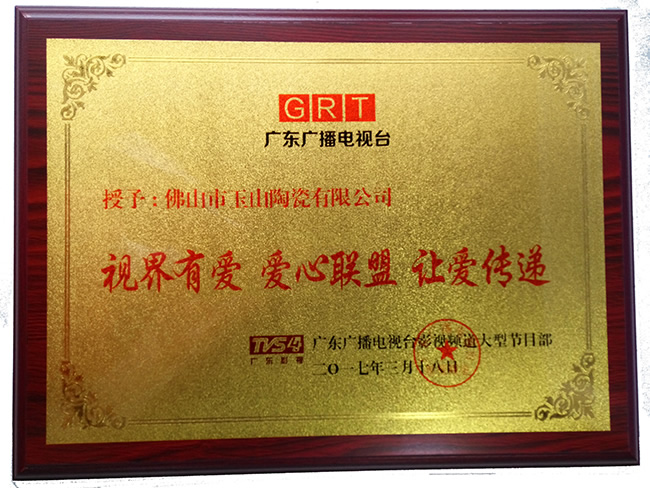 GRT
广东广播电视台
授予:佛山市玉山陶瓷有限公司
视界有爱 爱心联盟 让爱传递
TVS4
广东影视
广东广播电视台影视频道大型节目部
二〇一七年三月十八日